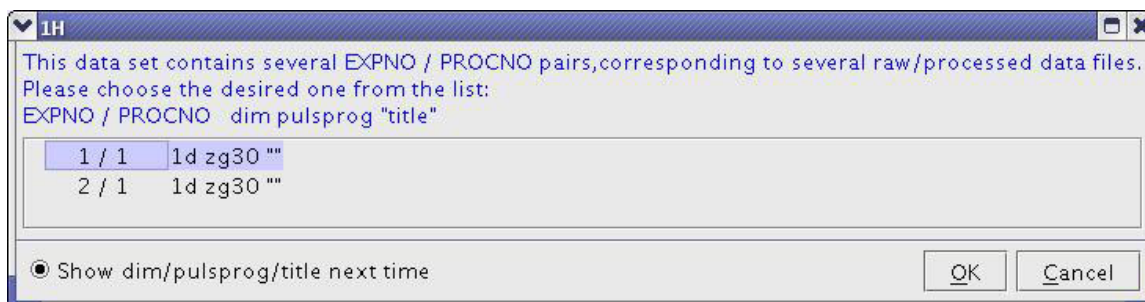 1H
This data set contains several EXPNO / PROCNO pairs,corresponding to several raw/processed data files.
Please choose the desired one from the list:
EXPNO / PROCNO dim pulsprog "title"
1 / 1 1d zg30 ""
2 / 1 1d zg30 ""
Show dim/pulsprog/title next time
OK Cancel